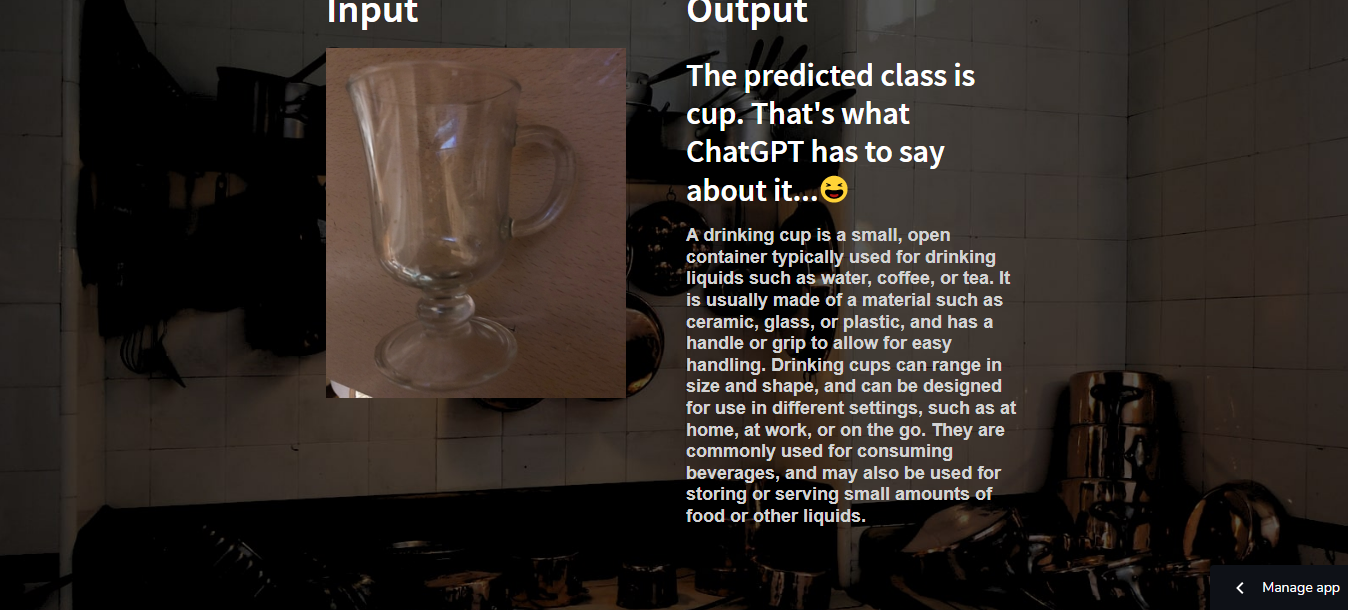 Input
Output
The predicted class is
cup. That's what
ChatGPT has to say
about it...😆
A drinking cup is a small, open
container typically used for drinking
liquids such as water, coffee, or tea. It
is usually made of a material such as
ceramic, glass, or plastic, and has a
handle or grip to allow for easy
handling. Drinking cups can range in
size and shape, and can be designed
for use in different settings, such as at
home, at work, or on the go. They are
commonly used for consuming
beverages, and may also be used for
storing or serving small amounts of
food or other liquids.
Manage app